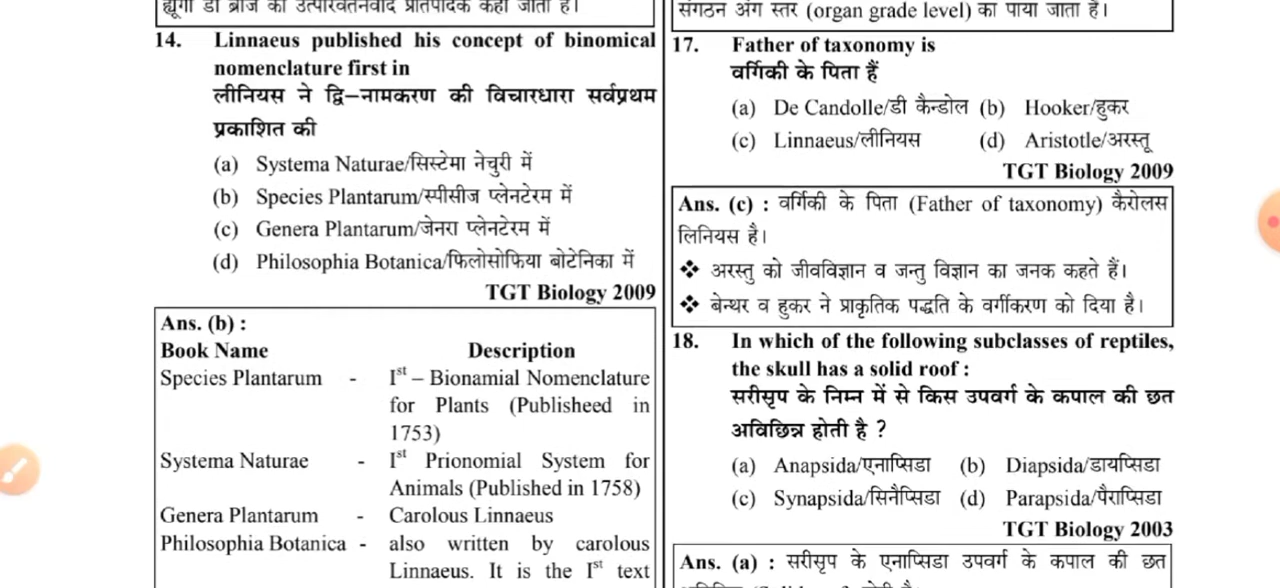 ह्यूगो डी ब्रीज को उत्परिवर्तनवाद प्रतिपादक कहा जाता है।
14. Linnaeus published his concept of binomical
nomenclature first in
लीनियस ने द्वि–नामकरण की विचारधारा सर्वप्रथम
प्रकाशित की
(a) Systema Naturae/सिस्टेमा नेचुरी में
(b) Species Plantarum/स्पीसीज प्लेनटेरम में
(c) Genera Plantarum/जेनरा प्लेनटेरम में
(d) Philosophia Botanica/फिलोसोफिया बोटेनिका में
TGT Biology 2009
Ans. (b) :
Book Name Description
Species Plantarum - Ist – Bionamial Nomenclature
for Plants (Publisheed in
1753)
Systema Naturae - Ist Prionomial System for
Animals (Published in 1758)
Genera Plantarum - Carolous Linnaeus
Philosophia Botanica - also written by carolous
Linnaeus. It is the Ist text
संगठन अंग स्तर (organ grade level) का पाया जाता है।
17. Father of taxonomy is
वर्गिकी के पिता हैं
(a) De Candolle/डी कैन्डोल (b) Hooker/हुकर
(c) Linnaeus/लीनियस (d) Aristotle/अरस्तू
TGT Biology 2009
Ans. (c) : वर्गिकी के पिता (Father of taxonomy) कैरोलस
लिनियस है।
❖ अरस्तु को जीवविज्ञान व जन्तु विज्ञान का जनक कहते हैं।
❖ बेन्थर व हुकर ने प्राकृतिक पद्धति के वर्गीकरण को दिया है।
18. In which of the following subclasses of reptiles,
the skull has a solid roof :
सरीसृप के निम्न में से किस उपवर्ग के कपाल की छत
अविछिन्न होती है ?
(a) Anapsida/एनाप्सिडा (b) Diapsida/डायप्सिडा
(c) Synapsida/सिनैप्सिडा (d) Parapsida/पैराप्सिडा
TGT Biology 2003
Ans. (a) : सरीसृप के एनाप्सिडा उपवर्ग के कपाल की छत